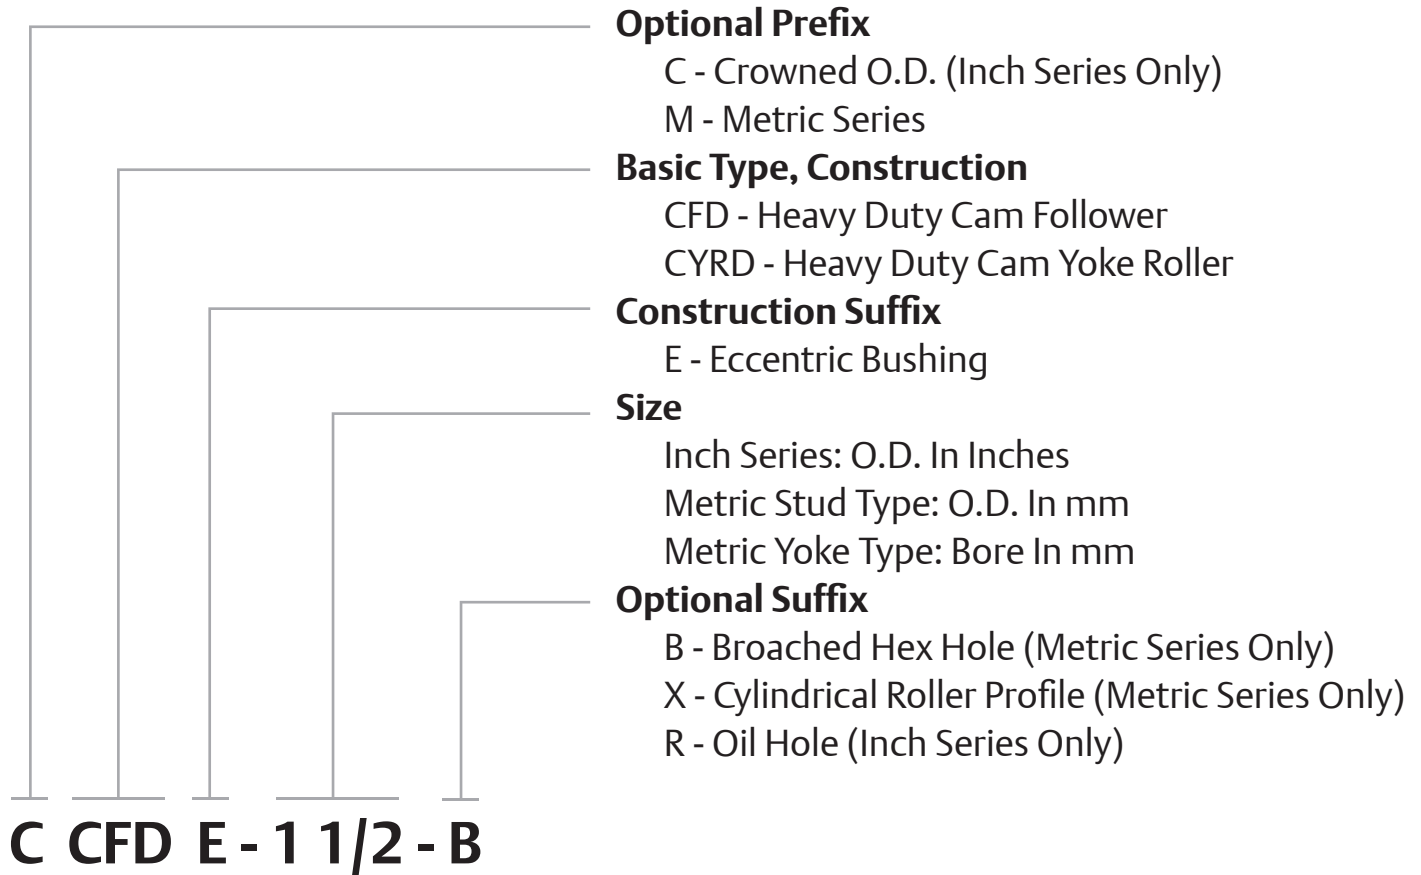 Optional Prefix
C - Crowned O.D. (Inch Series Only)
M - Metric Series
Basic Type, Construction
CFD - Heavy Duty Cam Follower
CYRD - Heavy Duty Cam Yoke Roller
Construction Suffix
E - Eccentric Bushing
Size
Inch Series: O.D. In Inches
Metric Stud Type: O.D. In mm
Metric Yoke Type: Bore In mm
Optional Suffix
B - Broached Hex Hole (Metric Series Only)
X - Cylindrical Roller Profile (Metric Series Only)
R - Oil Hole (Inch Series Only)
C CFD E - 1 1/2 - B